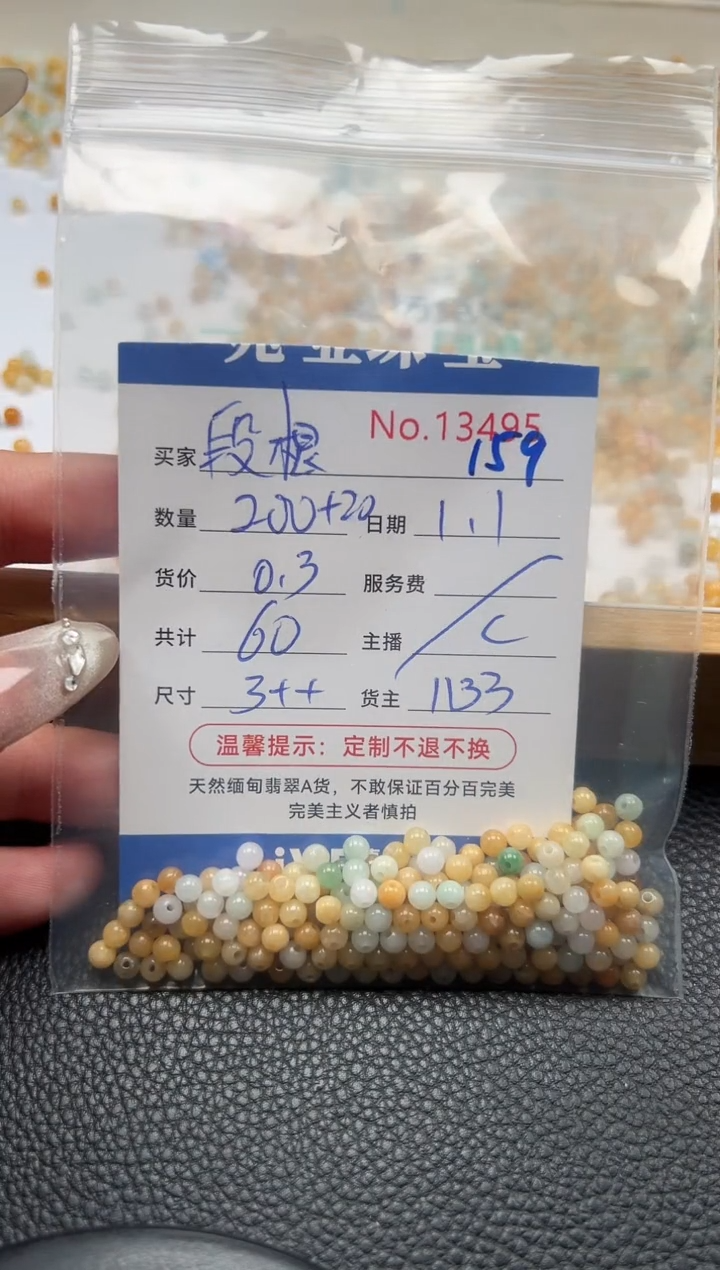 No.13495
159
买家 段根
数量 200+20 日期 1.1
货价 0.3 服务费 /
共计 60 主播 C
尺寸 3++ 货主 1133
温馨提示：定制不退不换
天然缅甸翡翠A货，不敢保证百分百完美
完美主义者慎拍